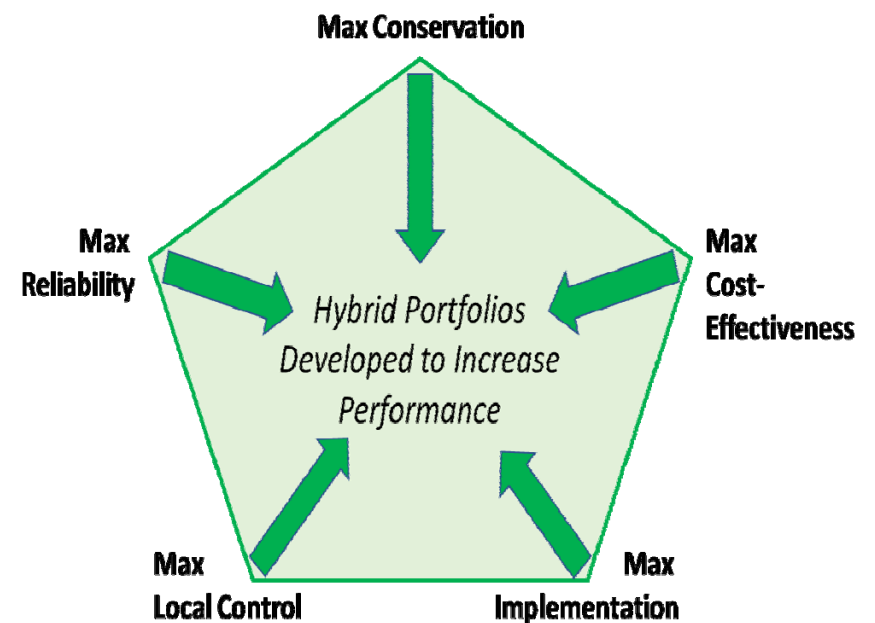 Max Conservation
Max
Reliability
Max
Cost-
Effectiveness
Hybrid Portfolios
Developed to Increase
Performance
Max
Local Control
Max
Implementation